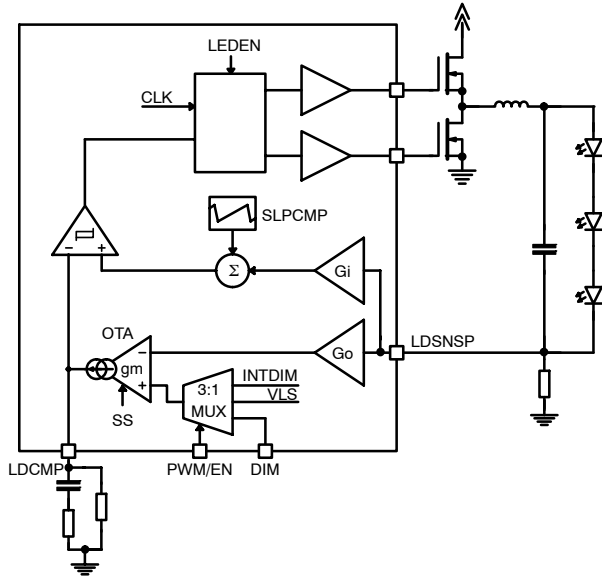 LEDEN
CLK
SLPCMP
− +
Σ
Gi
OTA
−
gm
+
Go
LDSNSP
INTDIM
3:1
VLS
MUX
SS
LDCMP
PWM/EN
DIM